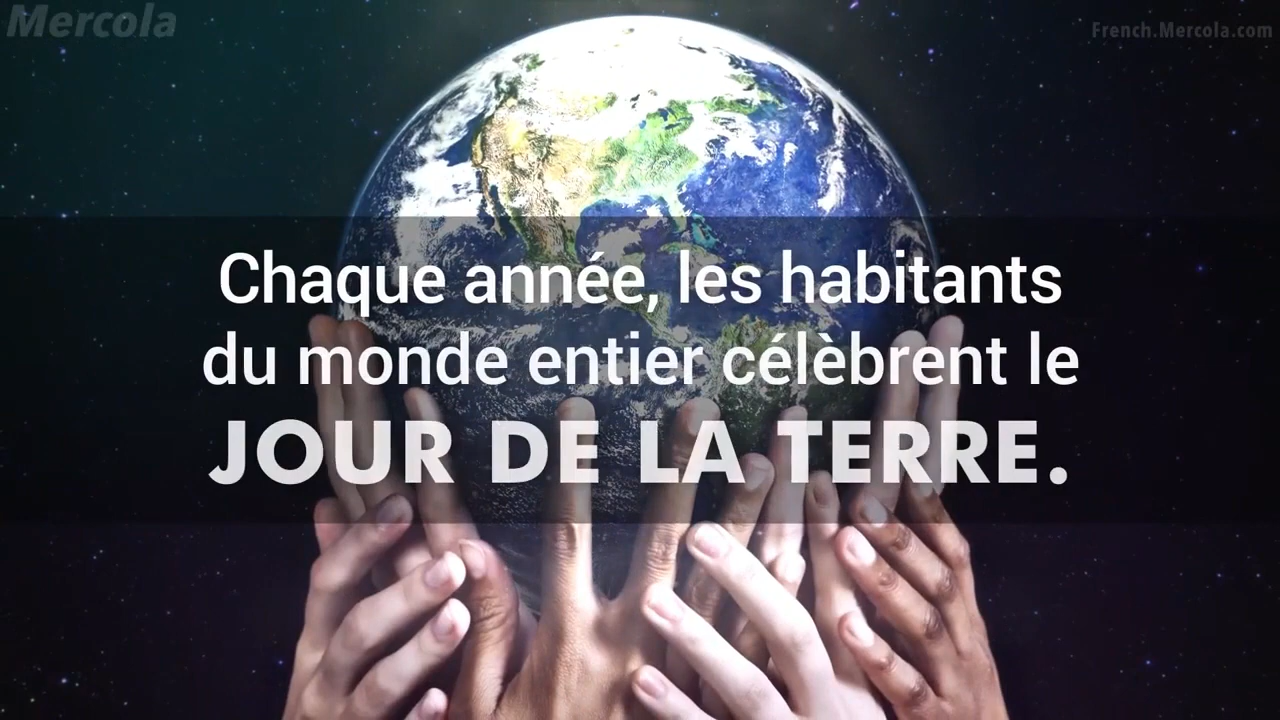 Mercola
French.Mercola.com
Chaque année, les habitants
du monde entier célèbrent le
JOUR DE LA TERRE.